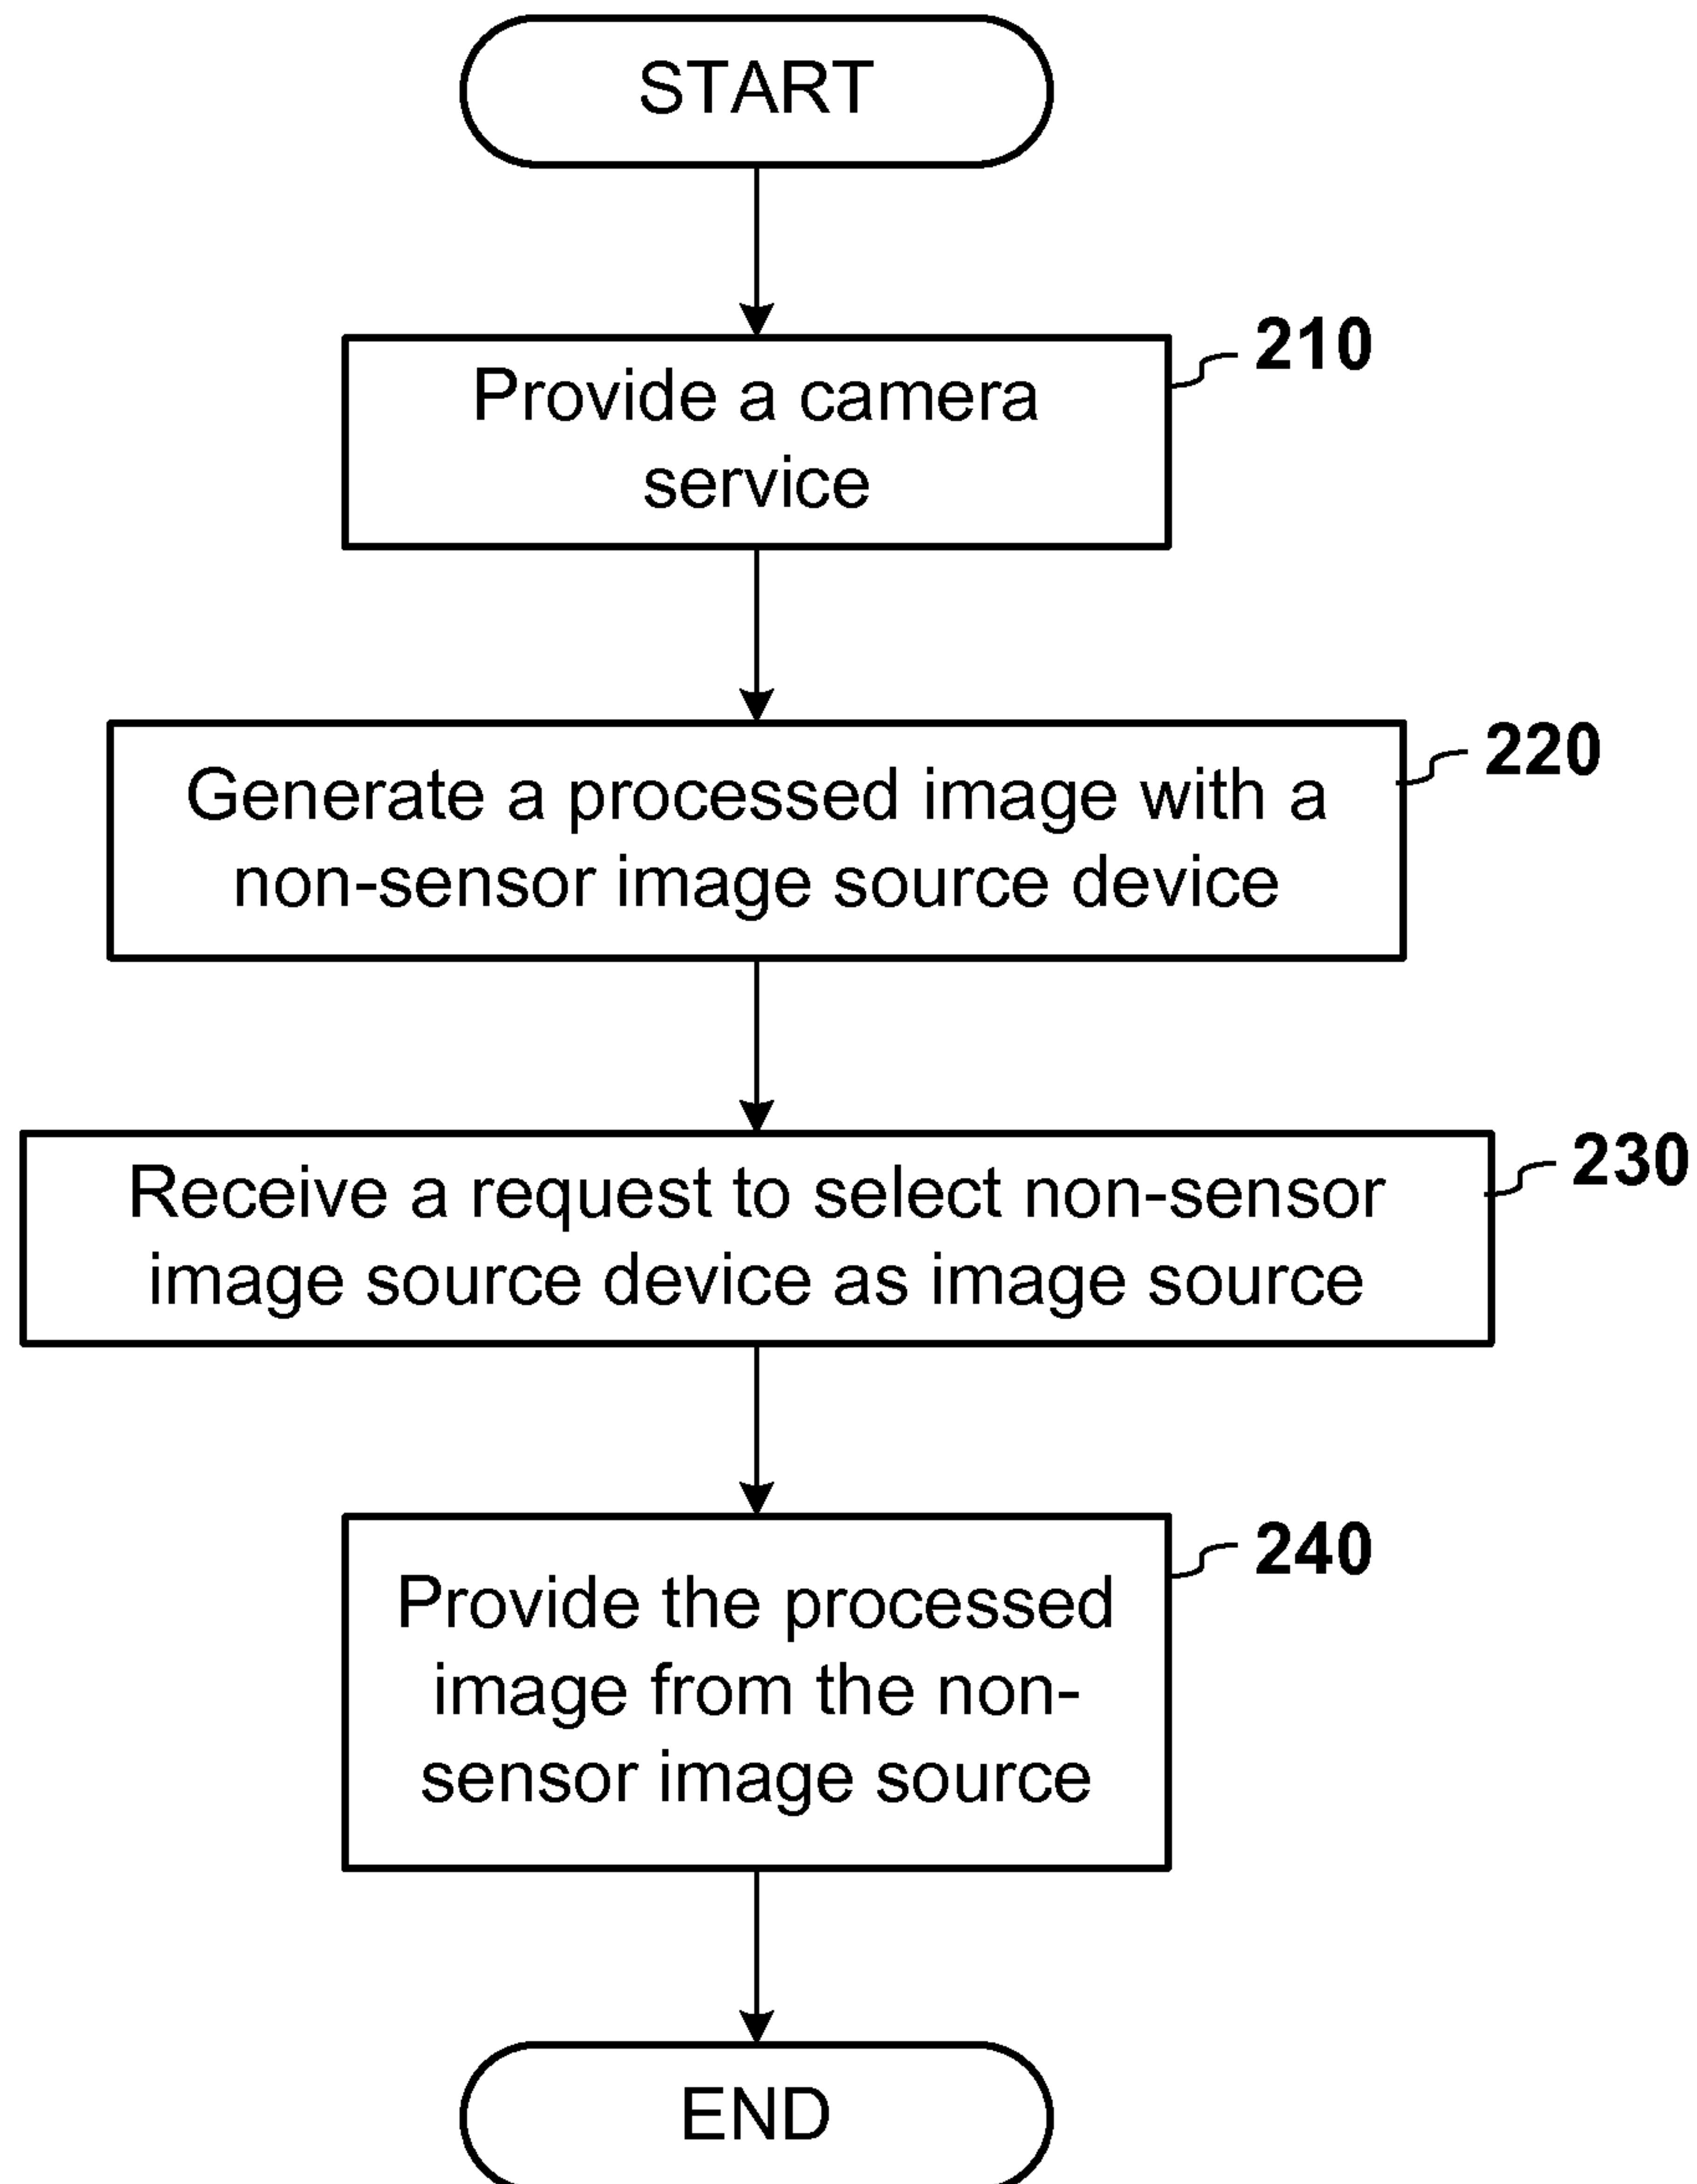 START
210
Provide a camera
service
220
Generate a processed image with a
non-sensor image source device
230
Receive a request to select non-sensor
image source device as image source
240
Provide the processed
image from the non-
sensor image source
END